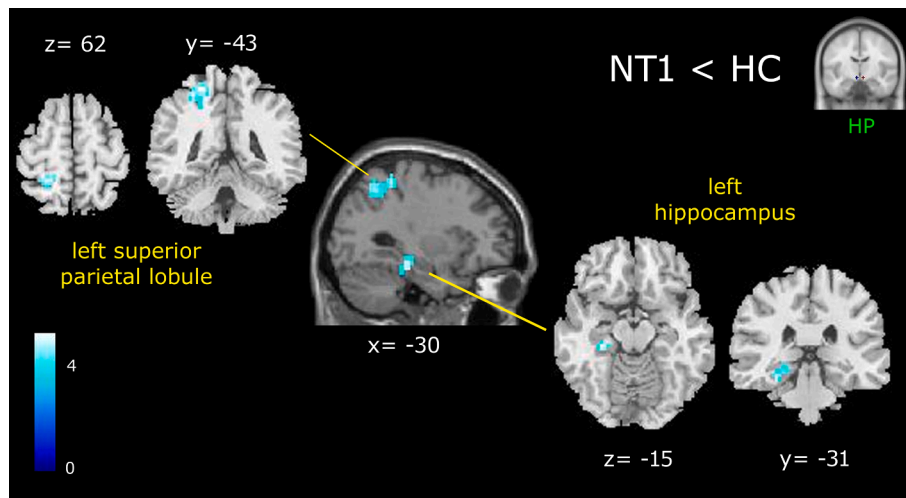 z= 62
y= -43
NT1 < HC
HP
left superior
parietal lobule
left
hippocampus
4
0
x= -30
z= -15
y= -31